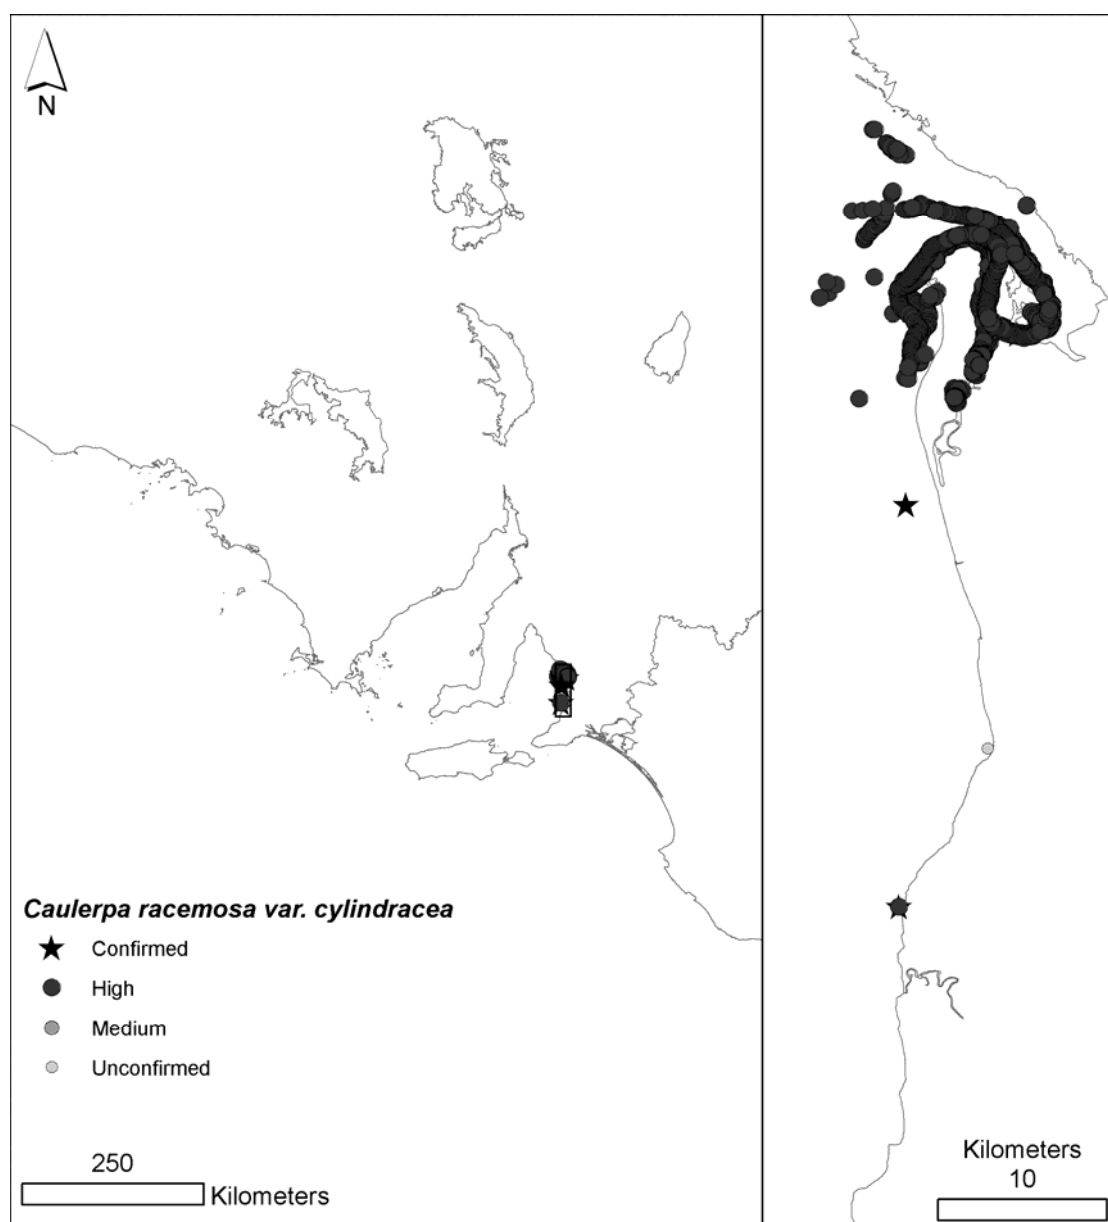 N
Caulerpa racemosa var. cylindracea
Confirmed
High
Medium
Unconfirmed
250
Kilometers
Kilometers
10